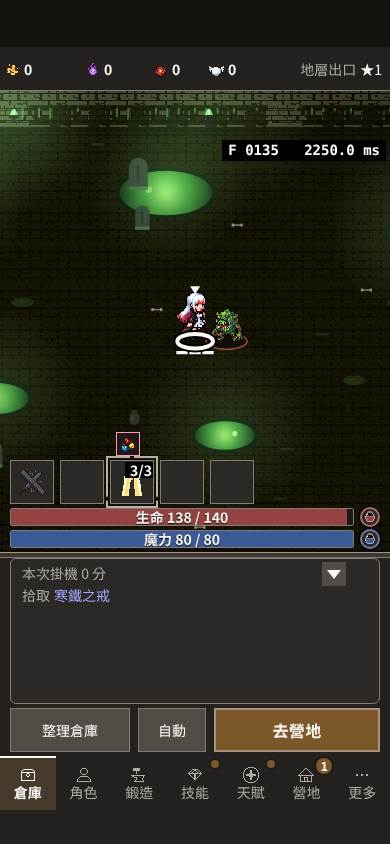 0 0 0 0 地層出口 ★1
F 0135 2250.0 ms
3/3
生命 138 / 140
魔力 80 / 80
本次掛機 0 分
拾取 寒鐵之戒
整理倉庫 自動 去營地
1
倉庫 角色 鍛造 技能 天賦 營地 更多